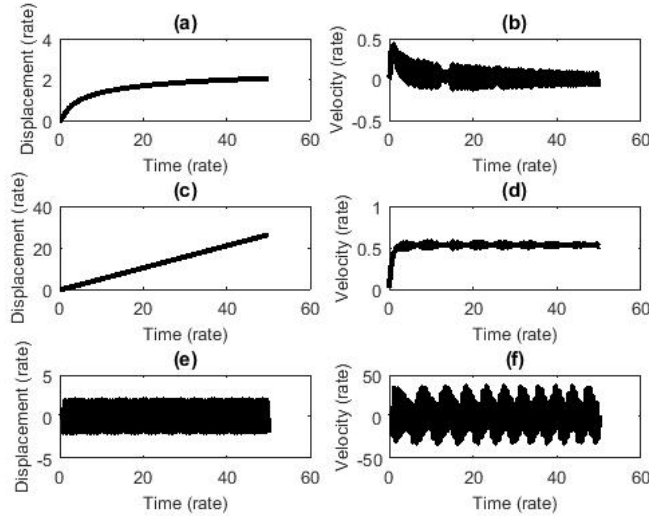 (a)
Displacement (rate)
4
2
0
0 20 40 60
Time (rate)
(b)
Velocity (rate)
0.5
0
-0.5
0 20 40 60
Time (rate)
(c)
Displacement (rate)
40
20
0
0 20 40 60
Time (rate)
(d)
Velocity (rate)
1
0.5
0
0 20 40 60
Time (rate)
(e)
Displacement (rate)
5
0
-5
0 20 40 60
Time (rate)
(f)
Velocity (rate)
50
0
-50
0 20 40 60
Time (rate)